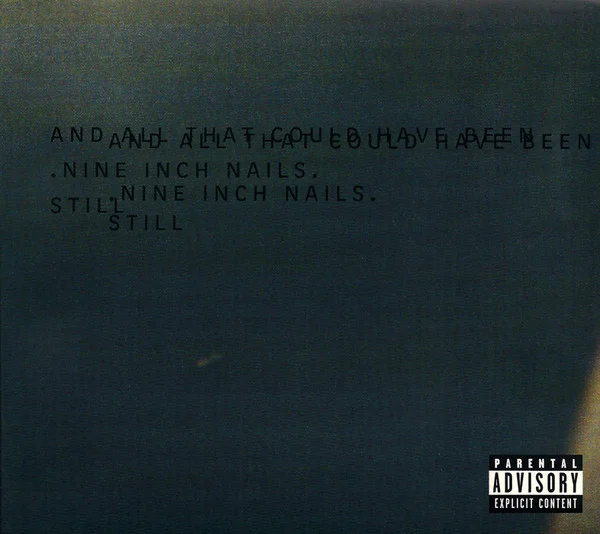 AND ALL THAT COULD HAVE BEEN
AND ALL THAT COULD HAVE BEEN
.NINE INCH NAILS.
.NINE INCH NAILS.
STILL
STILL
PARENTAL
ADVISORY
EXPLICIT CONTENT